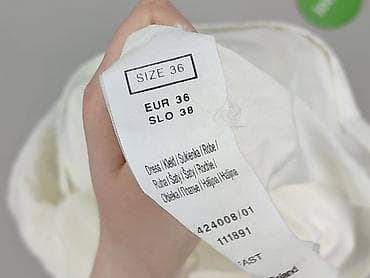 SIZE 36
EUR 36
SLO 38
Dress / Kleid / Sukienka / Robe /
Ruha / Šaty / Šaty / Rochie /
Obleka / Haljina / Haljina
424008/01
111891